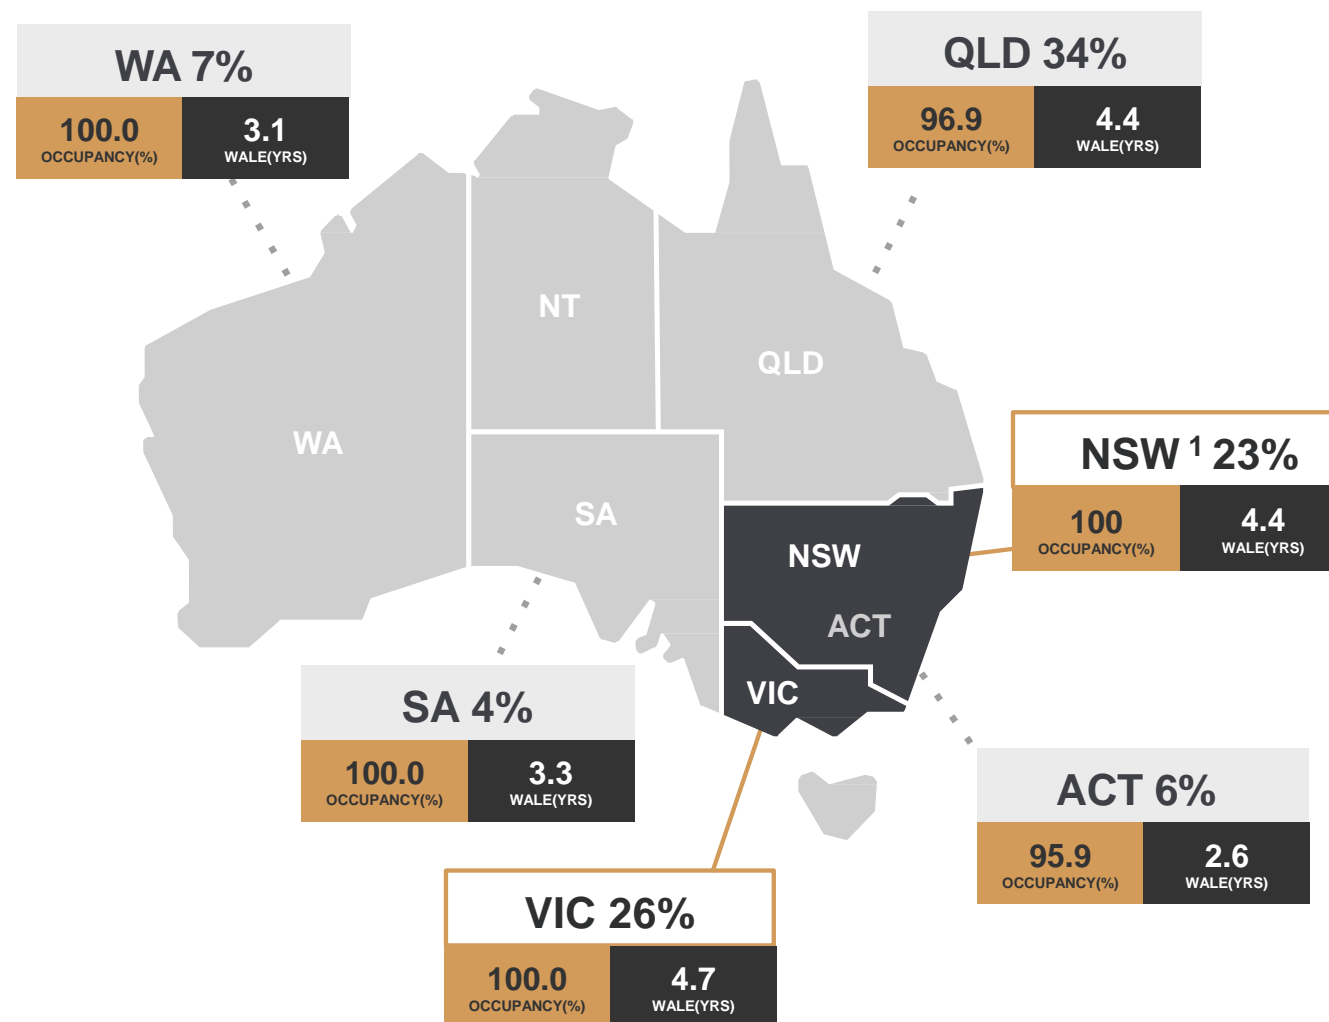 WA 7%
100.0
OCCUPANCY(%)
3.1
WALE(YRS)
QLD 34%
96.9
OCCUPANCY(%)
4.4
WALE(YRS)
NT
QLD
WA
SA
NSW 1 23%
100
OCCUPANCY(%)
4.4
WALE(YRS)
NSW
ACT
VIC
SA 4%
100.0
OCCUPANCY(%)
3.3
WALE(YRS)
ACT 6%
95.9
OCCUPANCY(%)
2.6
WALE(YRS)
VIC 26%
100.0
OCCUPANCY(%)
4.7
WALE(YRS)